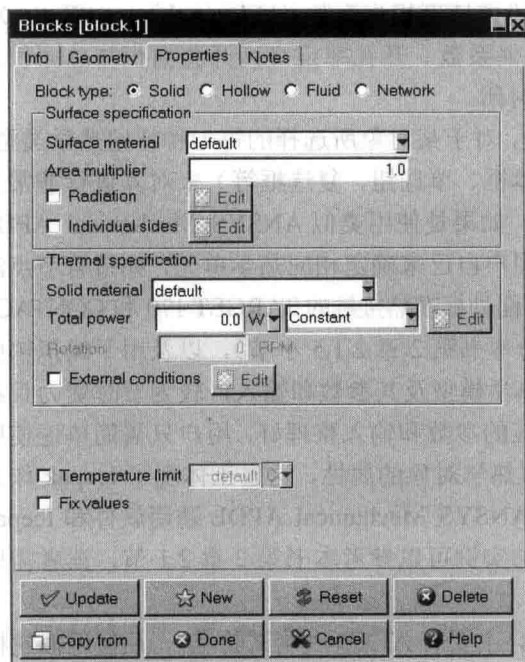 Blocks [block.1]
Info Geometry Properties Notes
Block type: Solid Hollow Fluid Network
Surface specification
Surface material default
Area multiplier 1.0
Radiation Edit
Individual sides Edit
Thermal specification
Solid material default
Total power 0.0 W Constant Edit
Rotation 0 RPM
External conditions Edit
Temperature limit default C
Fix values
Update New Reset Delete
Copy from Done Cancel Help